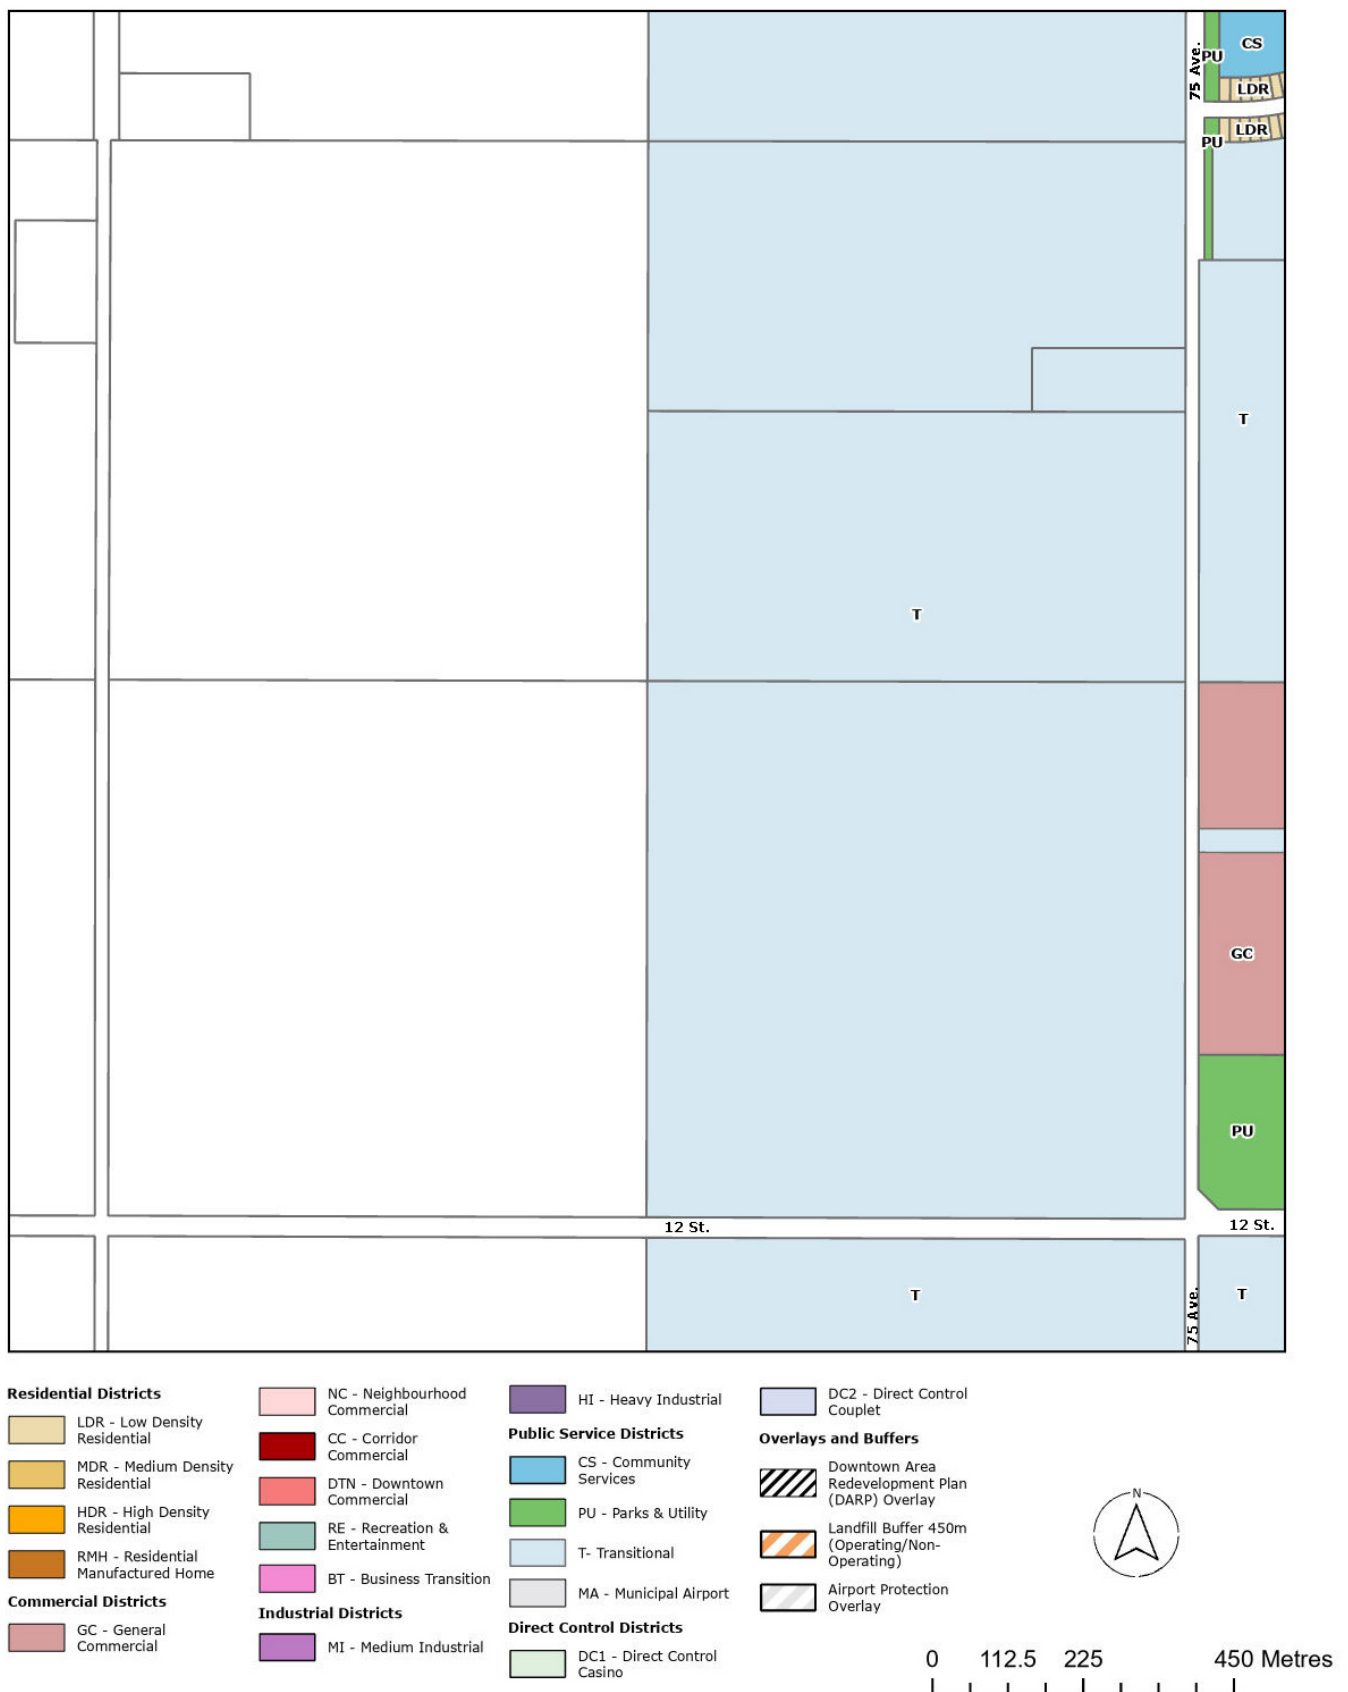 75 Ave.
PU
CS
LDR
LDR
PU
T
T
GC
PU
12 St.
12 St.
T
75 Ave.
T
Residential Districts
LDR - Low Density
Residential
MDR - Medium Density
Residential
HDR - High Density
Residential
RMH - Residential
Manufactured Home
Commercial Districts
GC - General
Commercial
NC - Neighbourhood
Commercial
CC - Corridor
Commercial
DTN - Downtown
Commercial
RE - Recreation &
Entertainment
BT - Business Transition
Industrial Districts
MI - Medium Industrial
HI - Heavy Industrial
Public Service Districts
CS - Community
Services
PU - Parks & Utility
T- Transitional
MA - Municipal Airport
Direct Control Districts
DC1 - Direct Control
Casino
DC2 - Direct Control
Couplet
Overlays and Buffers
Downtown Area
Redevelopment Plan
(DARP) Overlay
Landfill Buffer 450m
(Operating/Non-
Operating)
Airport Protection
Overlay
N
0 112.5 225 450 Metres